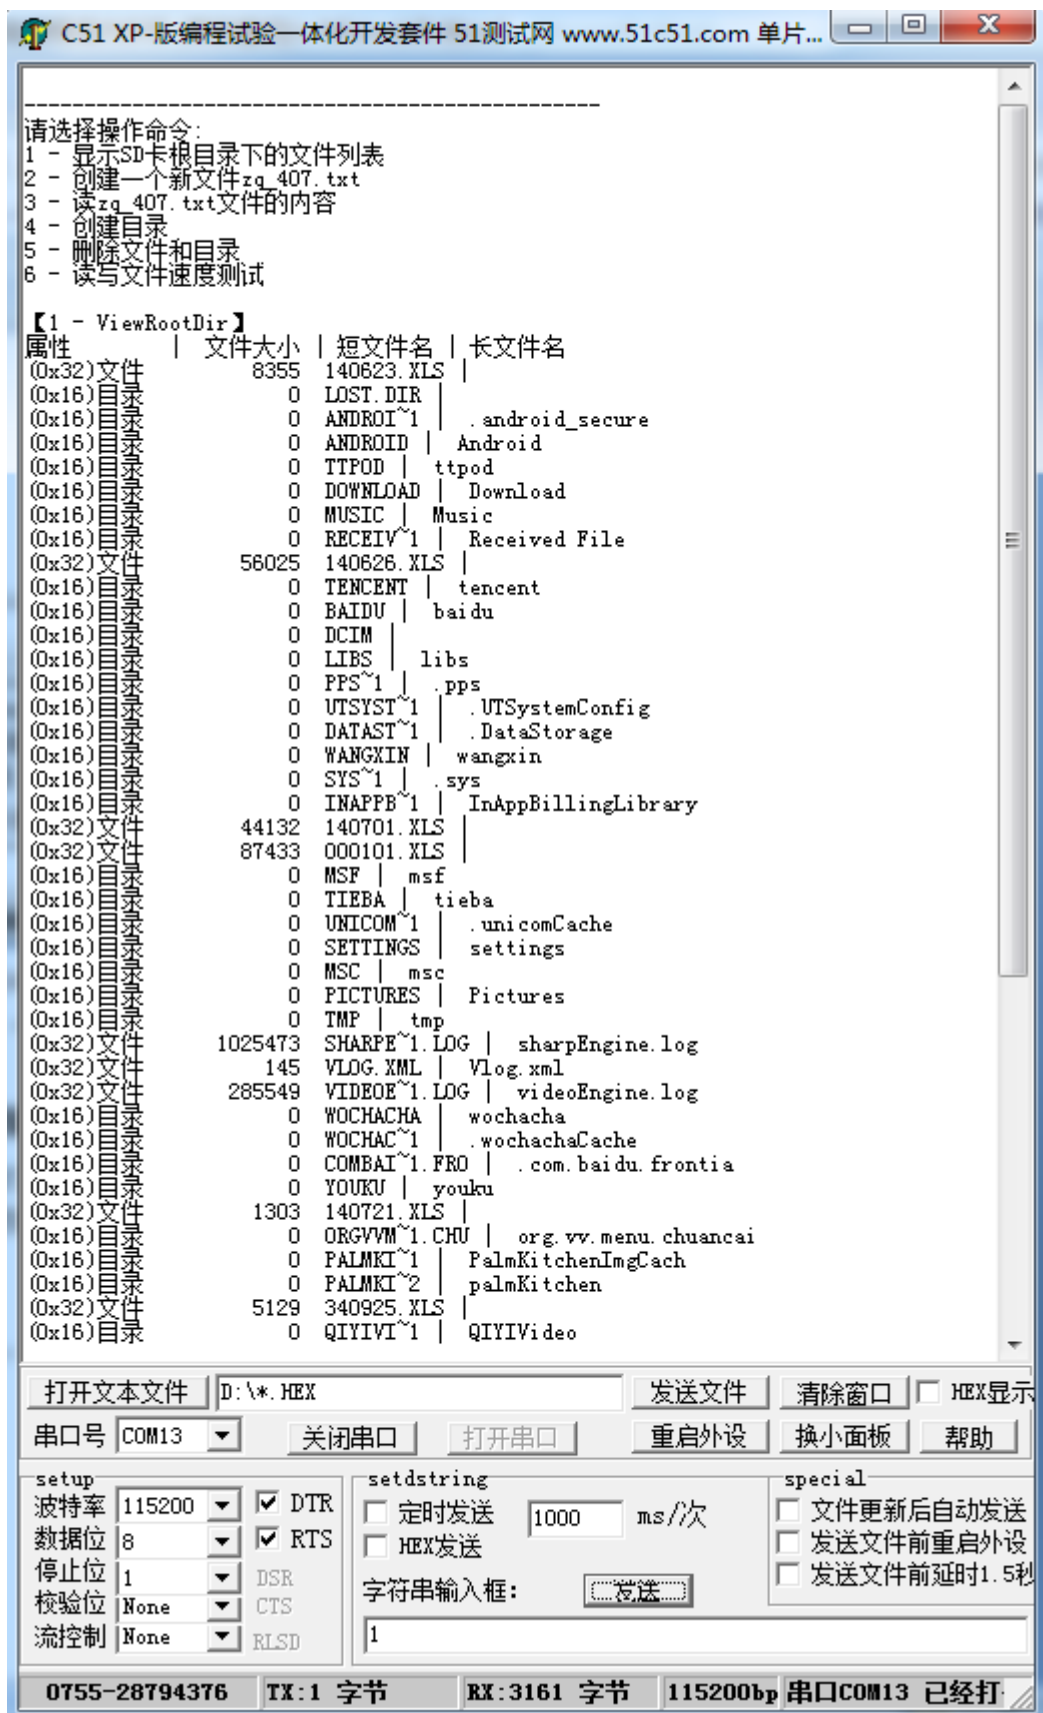 C51 XP-版编程试验一体化开发套件 51测试网 www.51c51.com 单片...
--------------------------------------------------
请选择操作命令:
1 - 显示SD卡根目录下的文件列表
2 - 创建一个新文件zq_407.txt
3 - 读zq_407.txt文件的内容
4 - 创建目录
5 - 删除文件和目录
6 - 读写文件速度测试
【1 - ViewRootDir】
属性 | 文件大小 | 短文件名 | 长文件名
(0x32)文件 8355 140623.XLS |
(0x16)目录 0 LOST.DIR |
(0x16)目录 0 ANDROI~1 | .android_secure
(0x16)目录 0 ANDROID | Android
(0x16)目录 0 TTPOD | ttpod
(0x16)目录 0 DOWNLOAD | Download
(0x16)目录 0 MUSIC | Music
(0x16)目录 0 RECEIV~1 | Received File
(0x32)文件 56025 140626.XLS |
(0x16)目录 0 TENCENT | tencent
(0x16)目录 0 BAIDU | baidu
(0x16)目录 0 DCIM |
(0x16)目录 0 LIBS | libs
(0x16)目录 0 PPS~1 | .pps
(0x16)目录 0 UTSYST~1 | .UTSystemConfig
(0x16)目录 0 DATAST~1 | .DataStorage
(0x16)目录 0 WANGXIN | wangxin
(0x16)目录 0 SYS~1 | .sys
(0x16)目录 0 INAPPB~1 | InAppBillingLibrary
(0x32)文件 44132 140701.XLS |
(0x32)文件 87433 000101.XLS |
(0x16)目录 0 MSF | msf
(0x16)目录 0 TIEBA | tieba
(0x16)目录 0 UNICOM~1 | .unicomCache
(0x16)目录 0 SETTINGS | settings
(0x16)目录 0 MSC | msc
(0x16)目录 0 PICTURES | Pictures
(0x16)目录 0 TMP | tmp
(0x32)文件 1025473 SHARPE~1.LOG | sharpEngine.log
(0x32)文件 145 VLOG.XML | Vlog.xml
(0x32)文件 285549 VIDEOE~1.LOG | videoEngine.log
(0x16)目录 0 WOCHACHA | wochacha
(0x16)目录 0 WOCHAC~1 | .wochachaCache
(0x16)目录 0 COMBAI~1.FRO | .com.baidu.frontia
(0x16)目录 0 YOUKU | youku
(0x32)文件 1303 140721.XLS |
(0x16)目录 0 ORGVVM~1.CHU | org.vv.menu.chuancai
(0x16)目录 0 PALMKI~1 | PalmKitchenImgCach
(0x16)目录 0 PALMKI~2 | palmKitchen
(0x32)文件 5129 340925.XLS |
(0x16)目录 0 QIYIVI~1 | QIYIVideo
打开文本文件 D:\*.HEX 发送文件 清除窗口 HEX显示
串口号 COM13 关闭串口 打开串口 重启外设 换小面板 帮助
setup setdstring special
波特率 115200 DTR 定时发送 1000 ms//次 文件更新后自动发送
数据位 8 RTS HEX发送 发送文件前重启外设
停止位 1 DSR 字符串输入框: 发送 发送文件前延时1.5秒
校验位 None CTS
流控制 None RLSD 1
0755-28794376 TX:1 字节 RX:3161 字节 115200bp 串口COM13 已经打